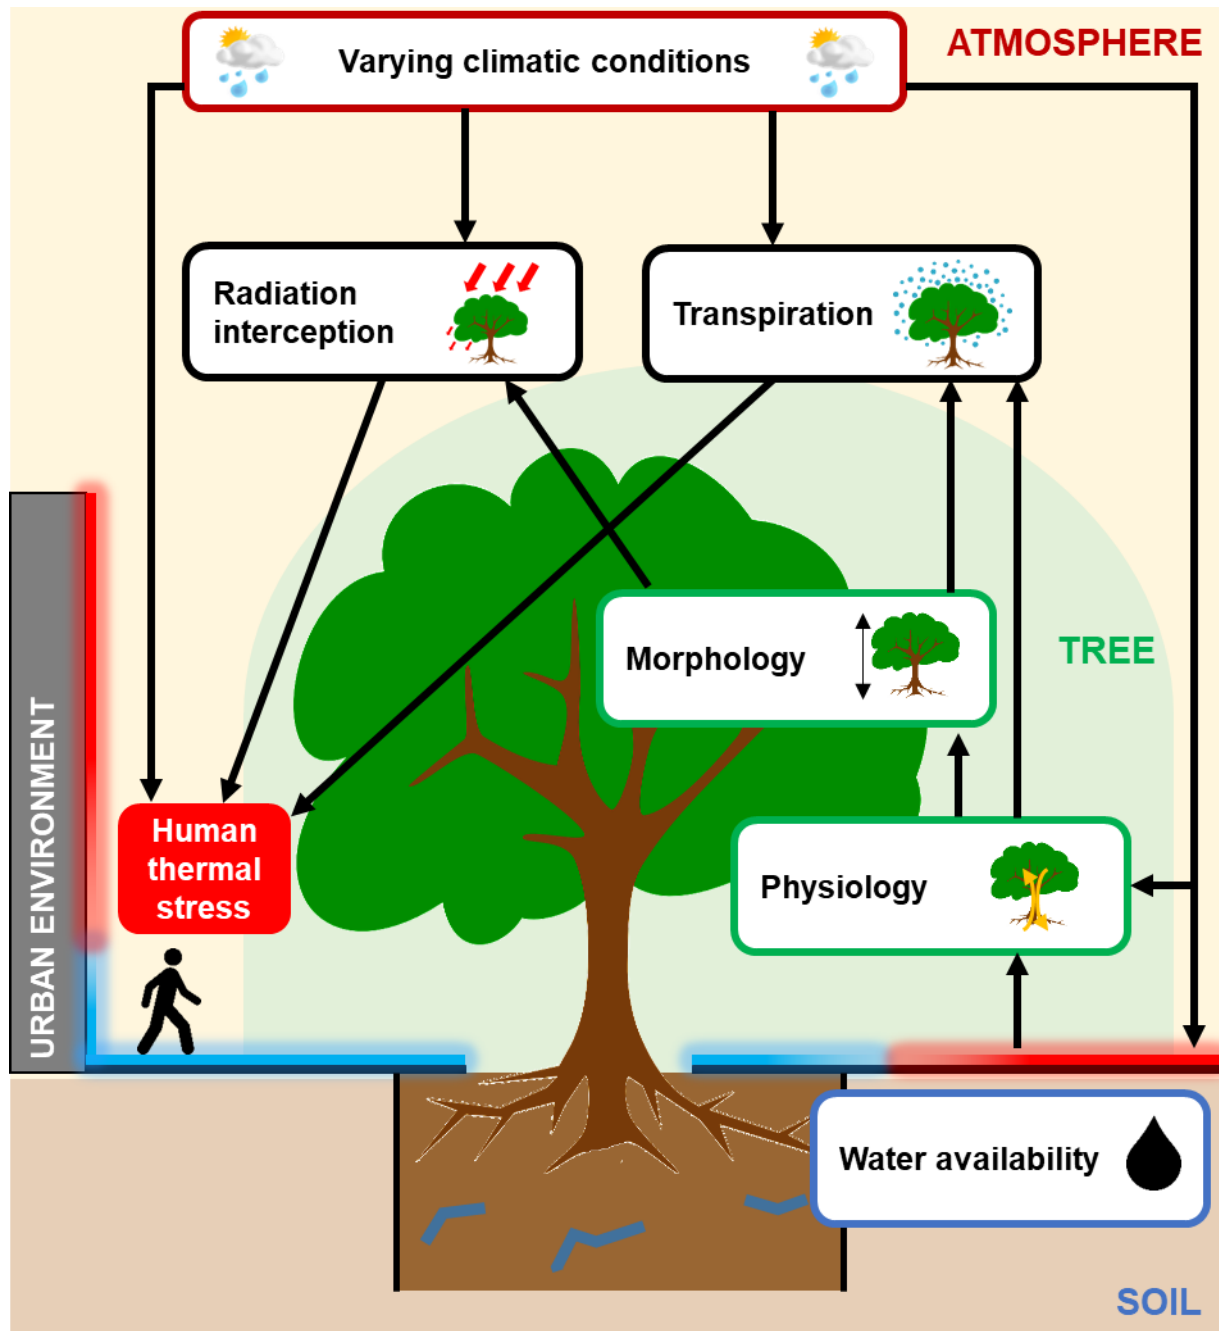 ATMOSPHERE
Varying climatic conditions
Radiation
interception
Transpiration
Morphology
TREE
URBAN ENVIRONMENT
Human
thermal
stress
Physiology
Water availability
SOIL